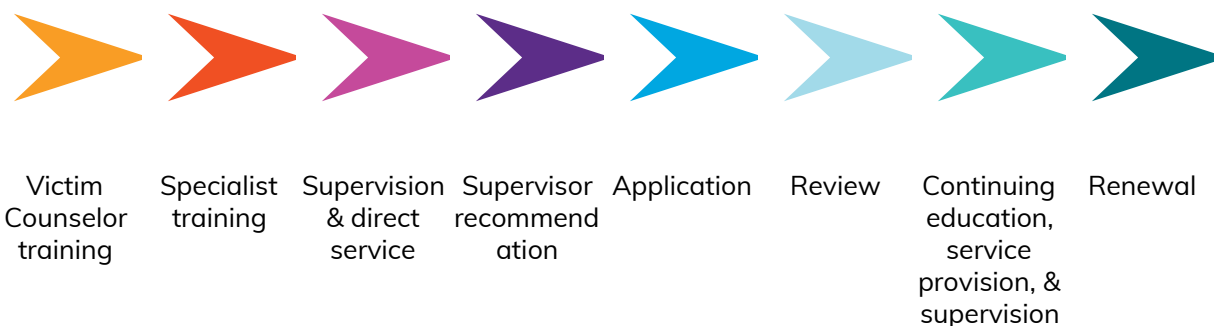 Victim
Counselor
training
Specialist
training
Supervision
& direct
service
Supervisor
recommend
ation
Application
Review
Continuing
education,
service
provision, &
supervision
Renewal